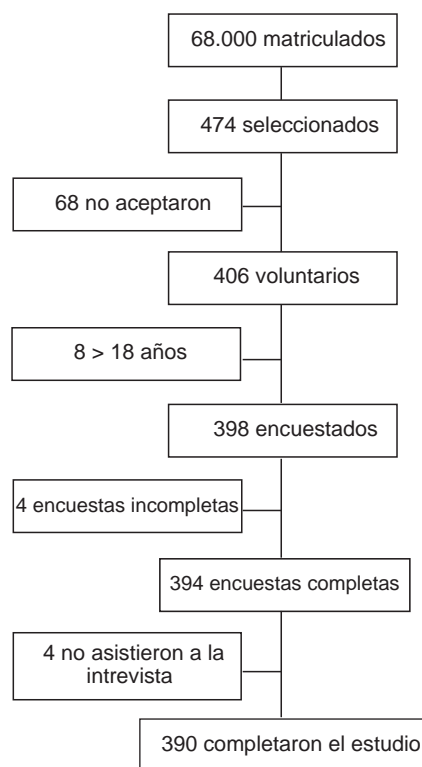 68.000 matriculados
474 seleccionados
68 no aceptaron
406 voluntarios
8 > 18 años
398 encuestados
4 encuestas incompletas
394 encuestas completas
4 no asistieron a la
intrevista
390 completaron el estudio